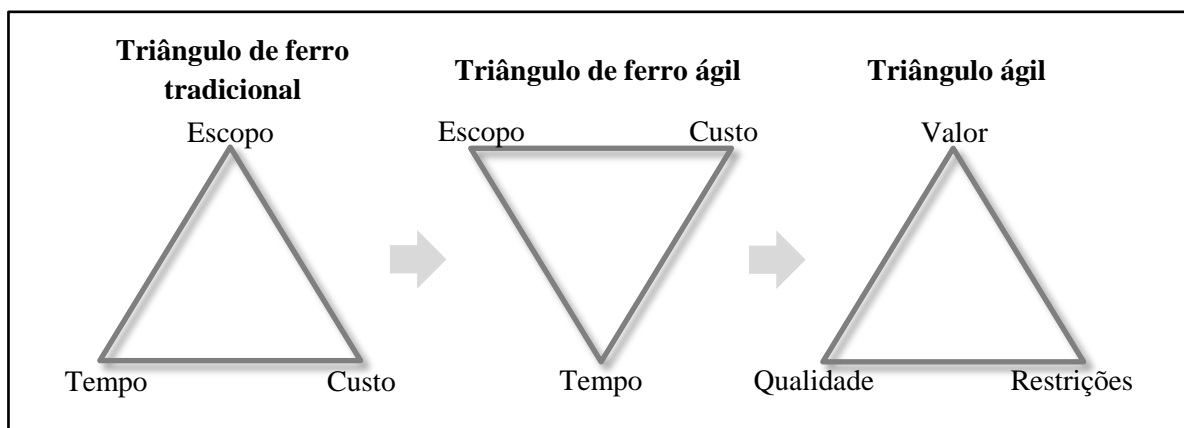 Triângulo de ferro
tradicional
Escopo
Tempo
Custo
Triângulo de ferro ágil
Escopo
Custo
Tempo
Triângulo ágil
Valor
Qualidade
Restrições